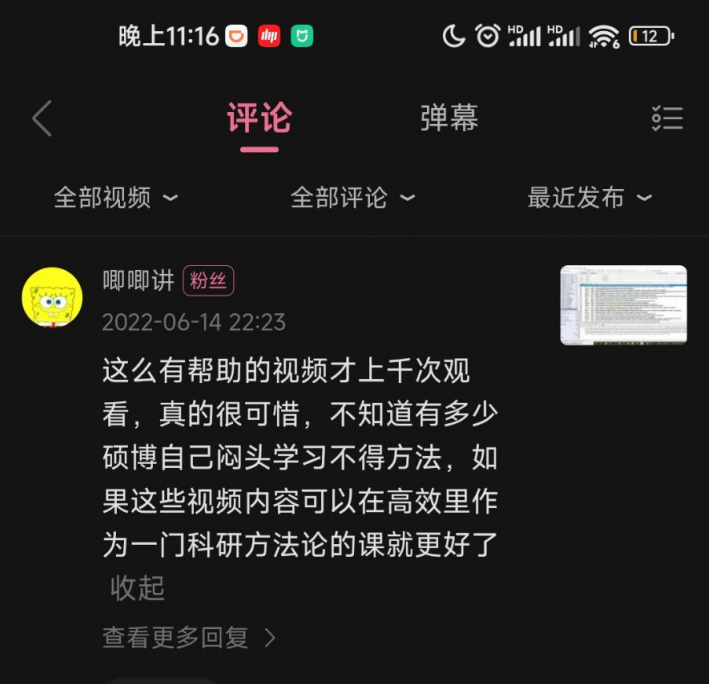 晚上11:16
HD HD 6 12
评论 弹幕
全部视频 全部评论 最近发布
唧唧讲 粉丝
2022-06-14 22:23
这么有帮助的视频才上千次观
看，真的很可惜，不知道有多少
硕博自己闷头学习不得方法，如
果这些视频内容可以在高效里作
为一门科研方法论的课就更好了
收起
查看更多回复